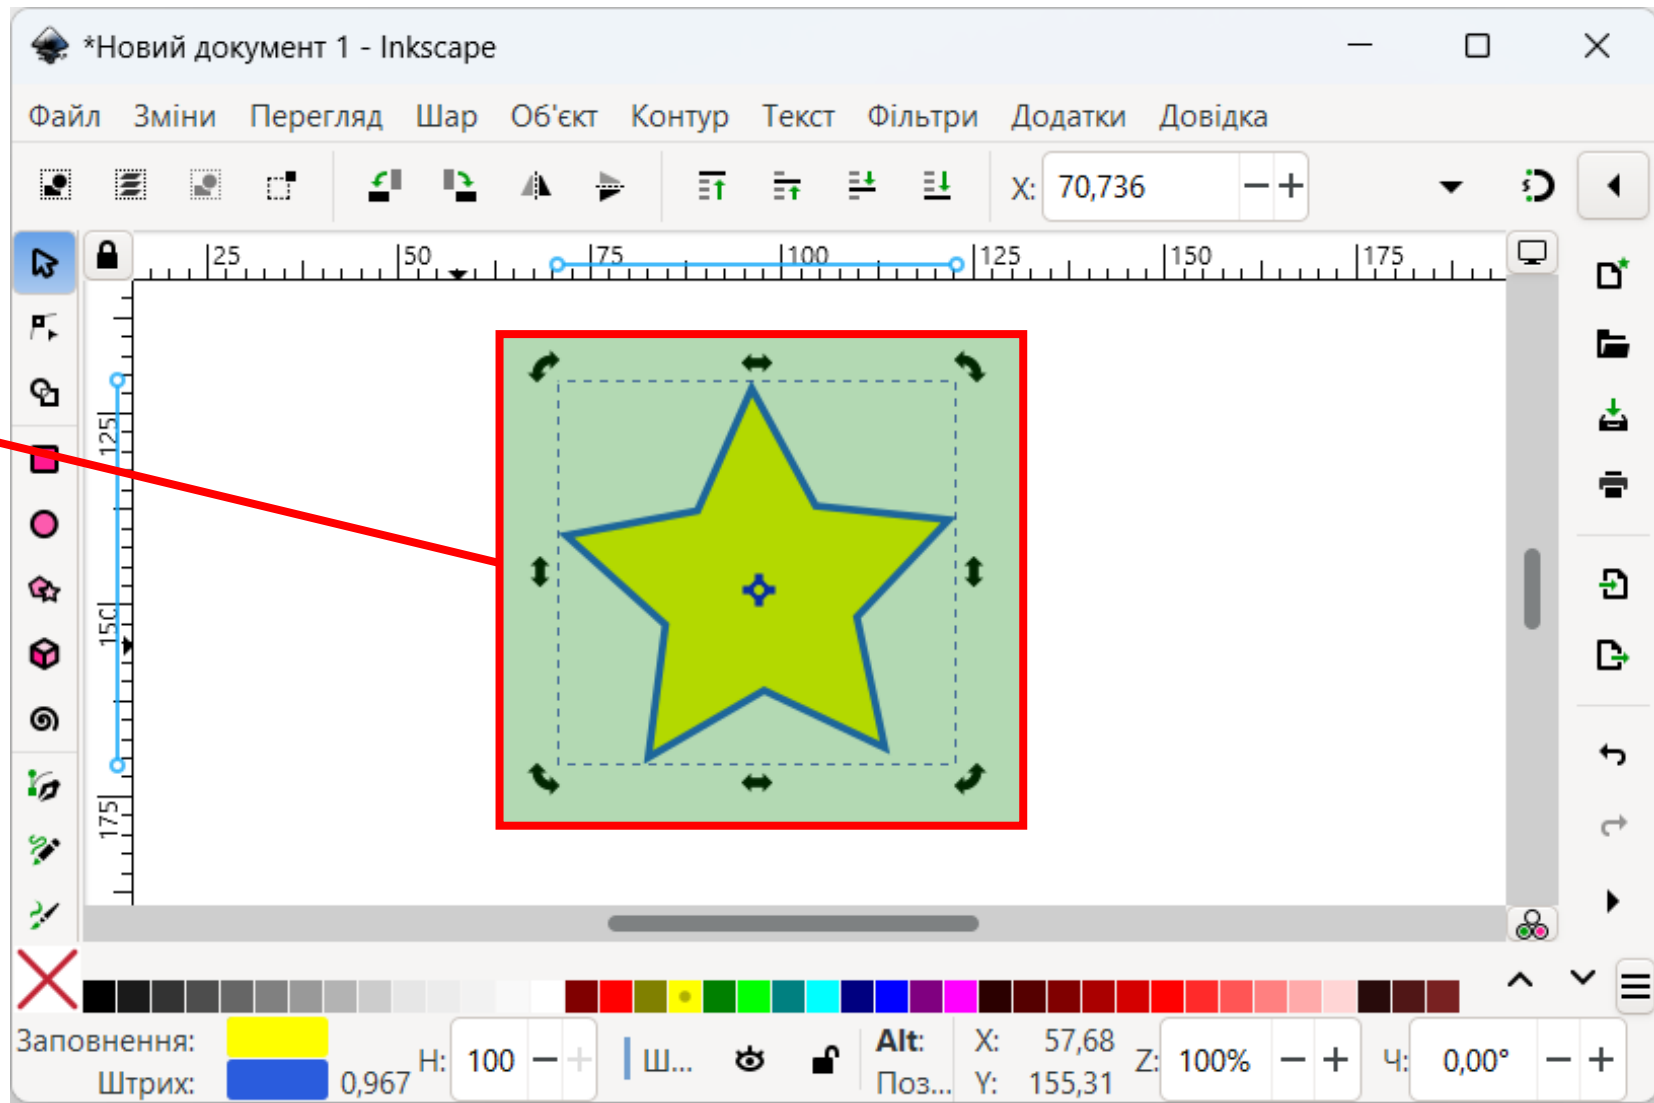 *Новий документ 1 - Inkscape
Файл Зміни Перегляд Шар Об'єкт Контур Текст Фільтри Додатки Довідка
X: 70,736
25 50 75 100 125 150 175
125
150
175
Заповнення:
Штрих: 0,967
Н: 100
Ш...
Alt:
Поз...
X: 57,68
Y: 155,31
Z: 100%
Ч: 0,00°